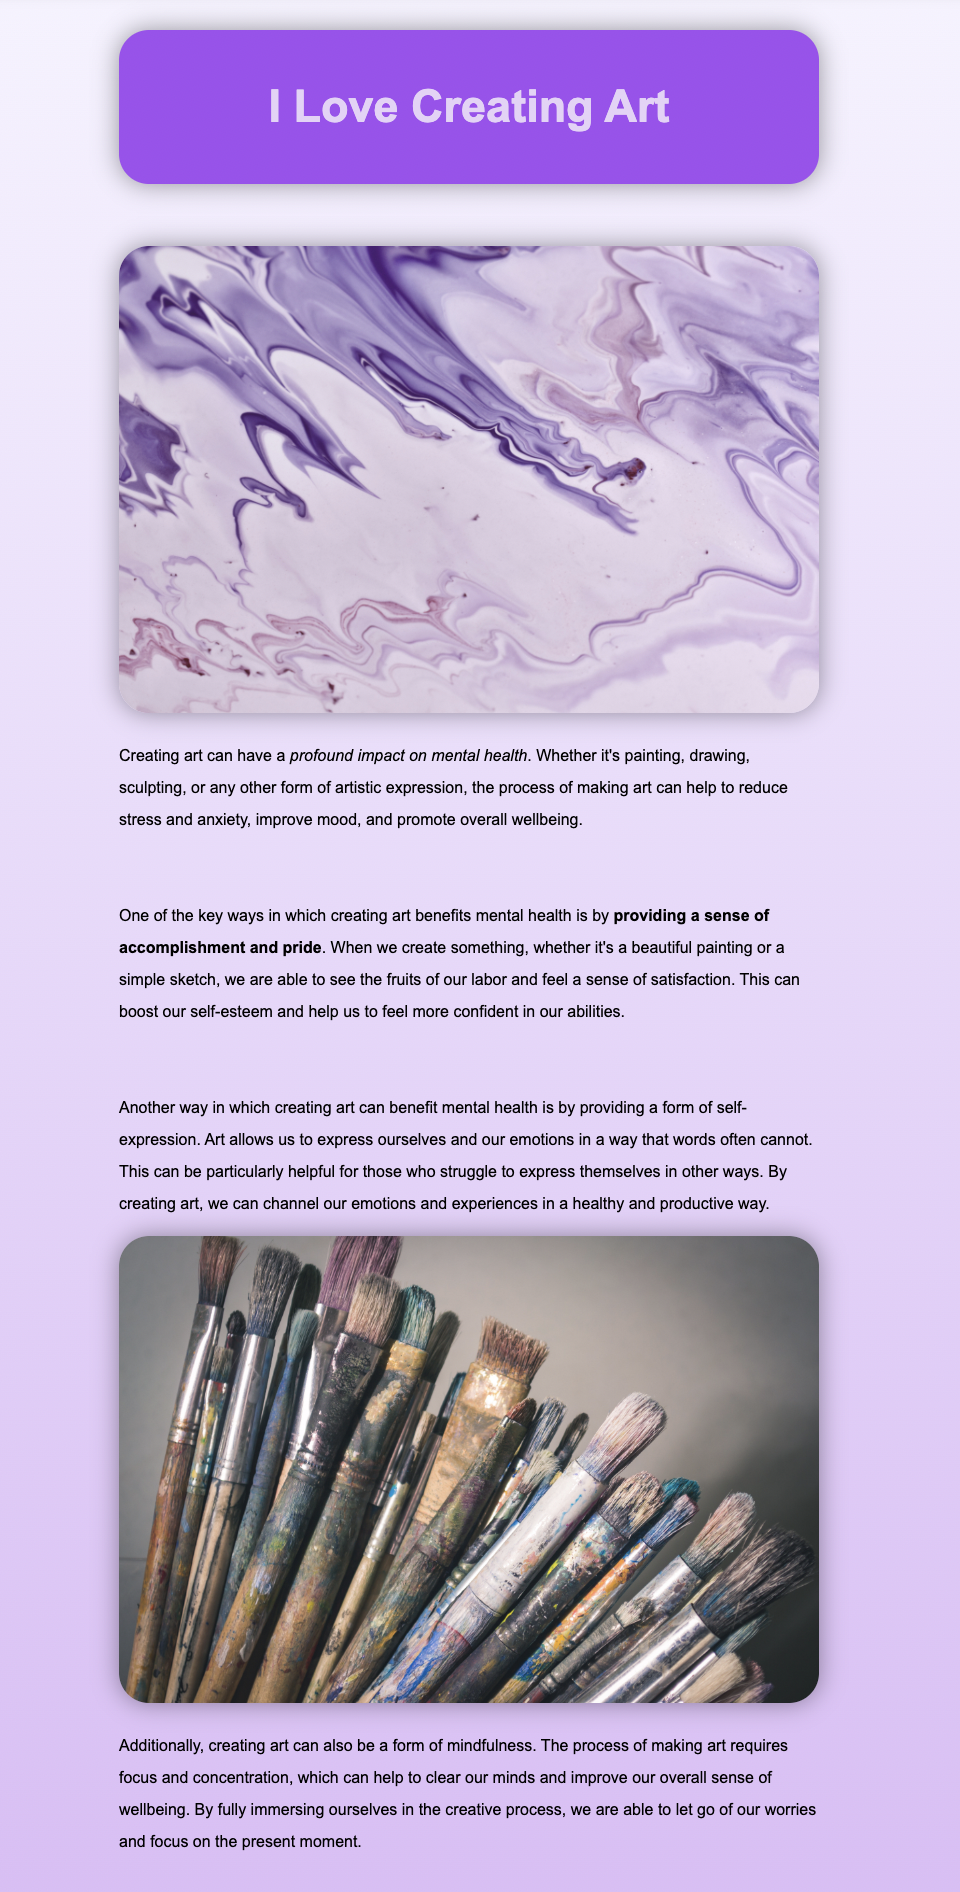 I Love Creating Art
Creating art can have a profound impact on mental health. Whether it's painting, drawing,
sculpting, or any other form of artistic expression, the process of making art can help to reduce
stress and anxiety, improve mood, and promote overall wellbeing.
One of the key ways in which creating art benefits mental health is by providing a sense of
accomplishment and pride. When we create something, whether it's a beautiful painting or a
simple sketch, we are able to see the fruits of our labor and feel a sense of satisfaction. This can
boost our self-esteem and help us to feel more confident in our abilities.
Another way in which creating art can benefit mental health is by providing a form of self-
expression. Art allows us to express ourselves and our emotions in a way that words often cannot.
This can be particularly helpful for those who struggle to express themselves in other ways. By
creating art, we can channel our emotions and experiences in a healthy and productive way.
Additionally, creating art can also be a form of mindfulness. The process of making art requires
focus and concentration, which can help to clear our minds and improve our overall sense of
wellbeing. By fully immersing ourselves in the creative process, we are able to let go of our worries
and focus on the present moment.